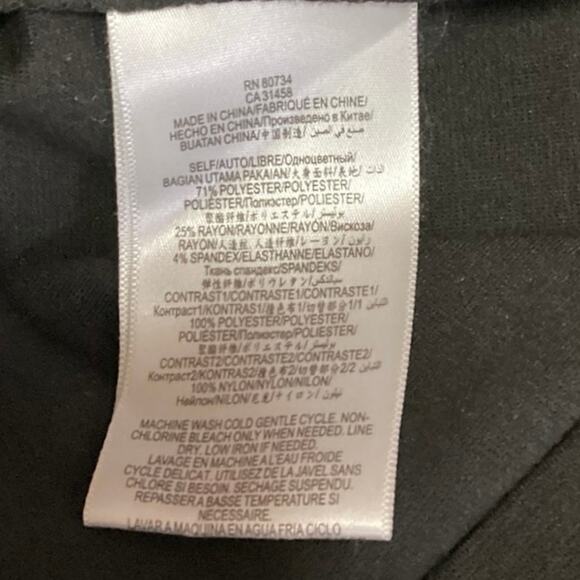 RN 80734
CA 31458
MADE IN CHINA/FABRIQUÉ EN CHINE/
HECHO EN CHINA/Произведено в Китае/
BUATAN CHINA/中国制造/ صنع في الصين/
SELF/AUTO/LIBRE/Одноцветный/
BAGIAN UTAMA PAKAIAN/大身面料/表地/ الذات/
71% POLYESTER/POLYESTER/
POLIÉSTER/Полиэстер/POLIESTER/
聚酯纤维/ポリエステル/ بوليستر/
25% RAYON/RAYONNE/RAYÓN/Вискоза/
RAYON/人造丝, 人造纤维/レーヨン/ رايون/
4% SPANDEX/ELASTHANNE/ELASTANO/
Ткань спандекс/SPANDEKS/
弹性纤维/ポリウレタン/ سباندكس/
CONTRAST1/CONTRASTE1/CONTRASTE1/
Контраст1/KONTRAS1/撞色布1/切替部分1/ التباين 1/
100% POLYESTER/POLYESTER/
POLIÉSTER/Полиэстер/POLIESTER/
聚酯纤维/ポリエステル/ بوليستر/
CONTRAST2/CONTRASTE2/CONTRASTE2/
Контраст2/KONTRAS2/撞色布2/切替部分2/ التباين 2/
100% NYLON/NYLON/NILON/
Нейлон/NILON/尼龙/ナイロン/ نيلون/
MACHINE WASH COLD GENTLE CYCLE. NON-
CHLORINE BLEACH ONLY WHEN NEEDED. LINE
DRY. LOW IRON IF NEEDED.
LAVAGE EN MACHINE A L'EAU FROIDE
CYCLE DELICAT. UTILISEZ DE LA JAVEL SANS
CHLORE SI BESOIN. SECHAGE SUSPENDU.
REPASSER A BASSE TEMPERATURE SI
NECESSAIRE.
LAVAR A MAQUINA EN AGUA FRIA CICLO